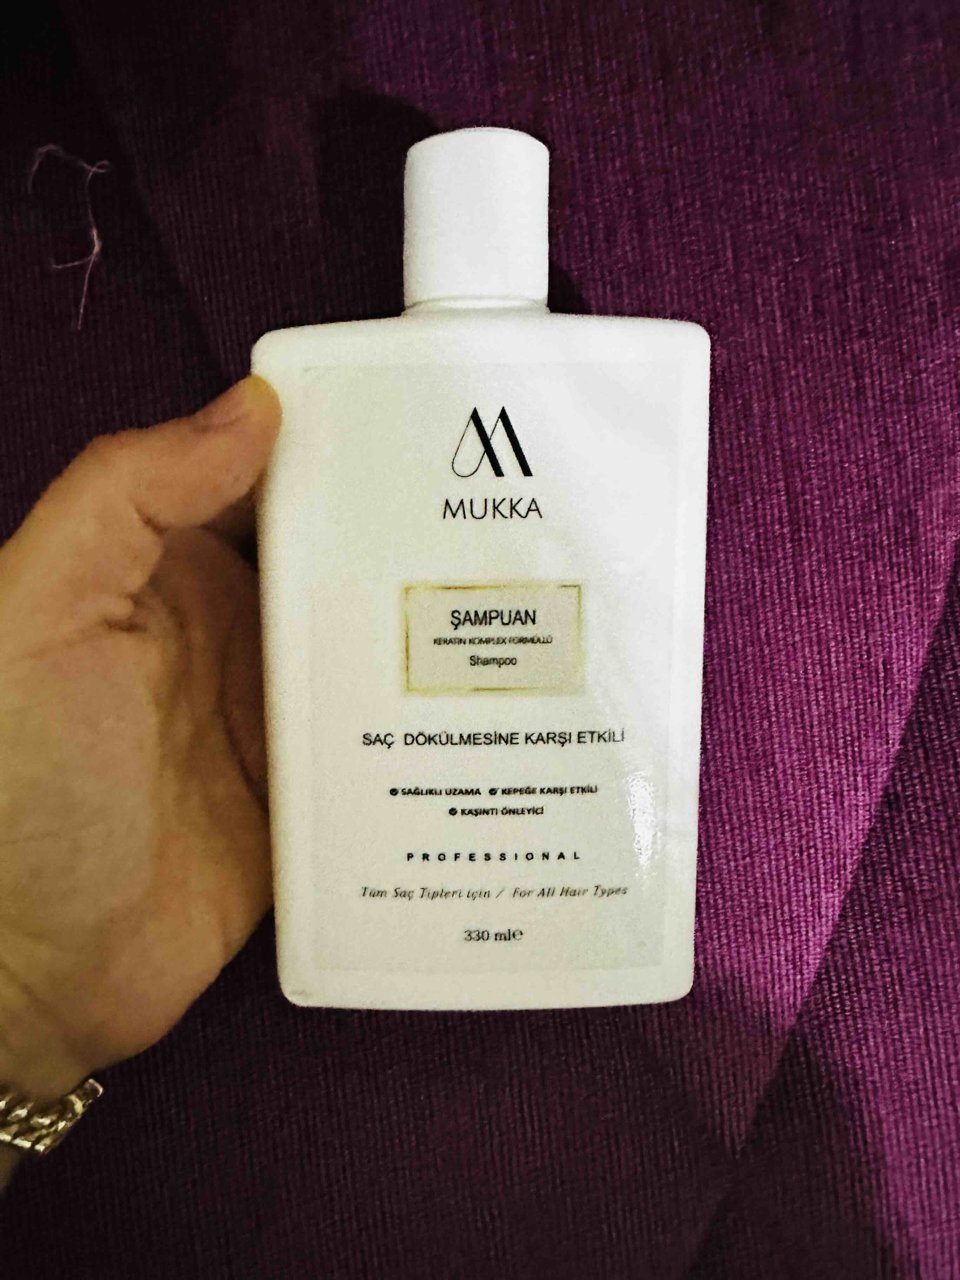 MUKKA
ŞAMPUAN
KERATIN KOMPLEX FORMÜLLÜ
Shampoo
SAÇ DÖKÜLMESİNE KARŞI ETKİLİ
SAĞLIKLI UZAMA KEPEĞE KARŞI ETKİLİ
KAŞINTI ÖNLEYİCİ
PROFESSIONAL
Tüm Saç Tipleri için / For All Hair Types
330 ml℮